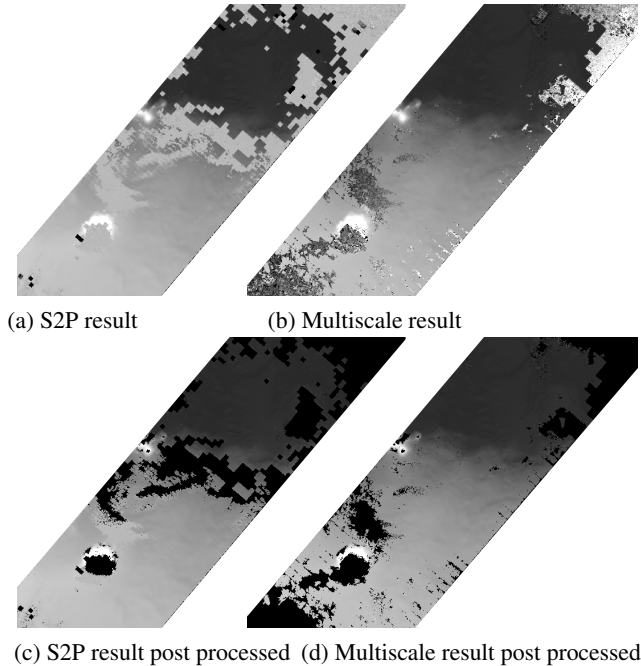 (a) S2P result (b) Multiscale result
(c) S2P result post processed (d) Multiscale result post processed